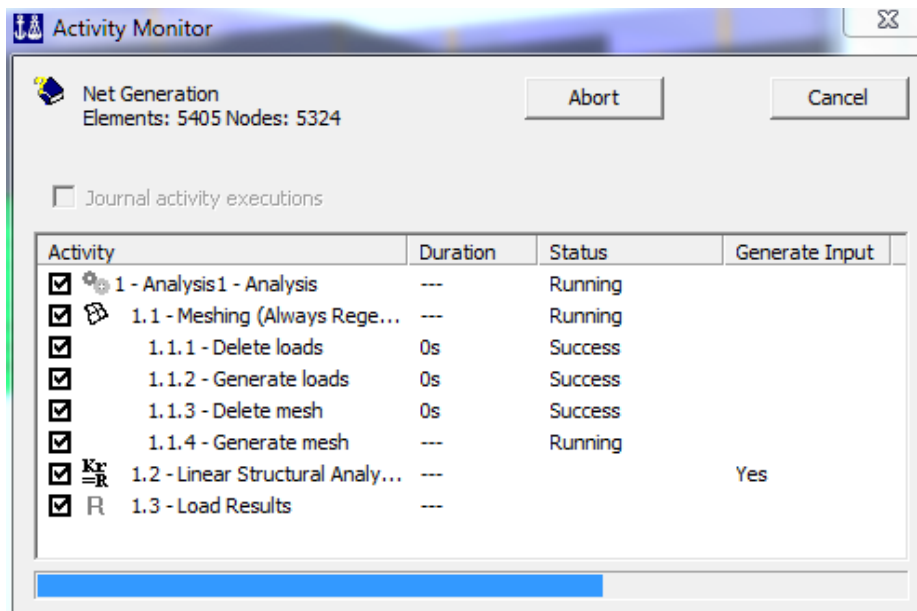 Activity Monitor
Net Generation
Elements: 5405 Nodes: 5324
Abort
Cancel
Journal activity executions
Activity Duration Status Generate Input
1 - Analysis1 - Analysis --- Running
1.1 - Meshing (Always Rege... --- Running
1.1.1 - Delete loads 0s Success
1.1.2 - Generate loads 0s Success
1.1.3 - Delete mesh 0s Success
1.1.4 - Generate mesh --- Running
Kr=R 1.2 - Linear Structural Analy... --- Yes
R 1.3 - Load Results ---